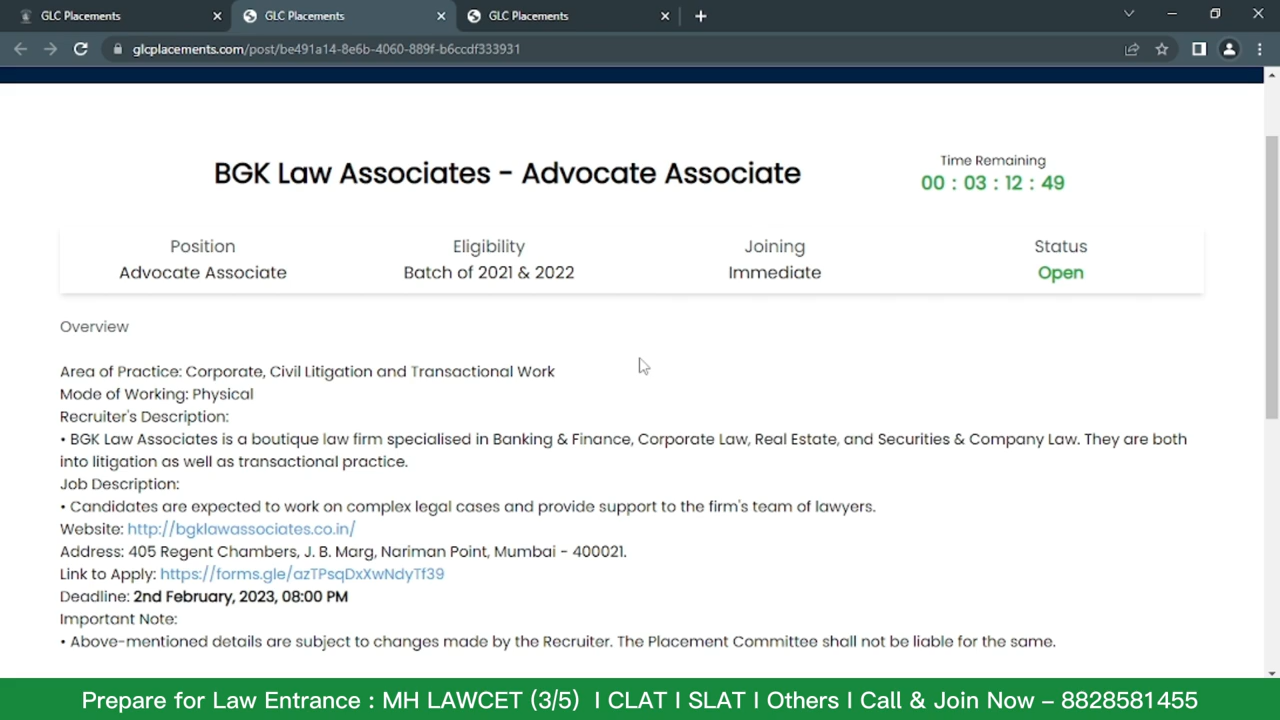 GLC Placements
GLC Placements
GLC Placements
glcplacements.com/post/be491a14-8e6b-4060-889f-b6ccdf333931
BGK Law Associates - Advocate Associate
Time Remaining
00 : 03 : 12 : 49
Position
Eligibility
Joining
Status
Advocate Associate
Batch of 2021 & 2022
Immediate
Open
Overview
Area of Practice: Corporate, Civil Litigation and Transactional Work
Mode of Working: Physical
Recruiter's Description:
• BGK Law Associates is a boutique law firm specialised in Banking & Finance, Corporate Law, Real Estate, and Securities & Company Law. They are both
into litigation as well as transactional practice.
Job Description:
• Candidates are expected to work on complex legal cases and provide support to the firm's team of lawyers.
Website: http://bgklawassociates.co.in/
Address: 405 Regent Chambers, J. B. Marg, Nariman Point, Mumbai - 400021.
Link to Apply: https://forms.gle/azTPsqDxXwNdyTf39
Deadline: 2nd February, 2023, 08:00 PM
Important Note:
• Above-mentioned details are subject to changes made by the Recruiter. The Placement Committee shall not be liable for the same.
Prepare for Law Entrance : MH LAWCET (3/5) I CLAT I SLAT I Others I Call & Join Now – 8828581455